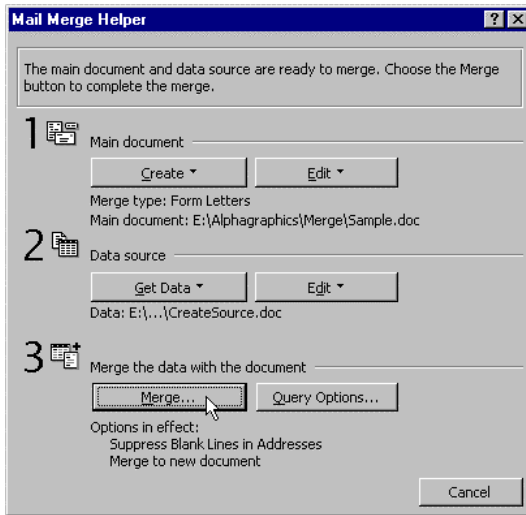 Mail Merge Helper
The main document and data source are ready to merge. Choose the Merge
button to complete the merge.
1 Main document
Create Edit
Merge type: Form Letters
Main document: E:\Alphagraphics\Merge\Sample.doc
2 Data source
Get Data Edit
Data: E:\...\CreateSource.doc
3 Merge the data with the document
Merge... Query Options...
Options in effect:
Suppress Blank Lines in Addresses
Merge to new document
Cancel